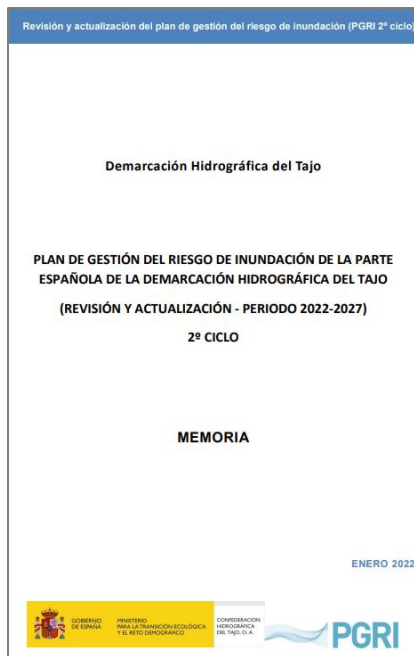 Revisión y actualización del plan de gestión del riesgo de inundación (PGRI 2º ciclo)
Demarcación Hidrográfica del Tajo
PLAN DE GESTIÓN DEL RIESGO DE INUNDACIÓN DE LA PARTE
ESPAÑOLA DE LA DEMARCACIÓN HIDROGRÁFICA DEL TAJO
(REVISIÓN Y ACTUALIZACIÓN - PERIODO 2022-2027)
2º CICLO
MEMORIA
ENERO 2022
GOBIERNO
DE ESPAÑA
MINISTERIO
PARA LA TRANSICIÓN ECOLÓGICA
Y EL RETO DEMOGRÁFICO
CONFEDERACIÓN
HIDROGRÁFICA
DEL TAJO, O. A.
PGRI